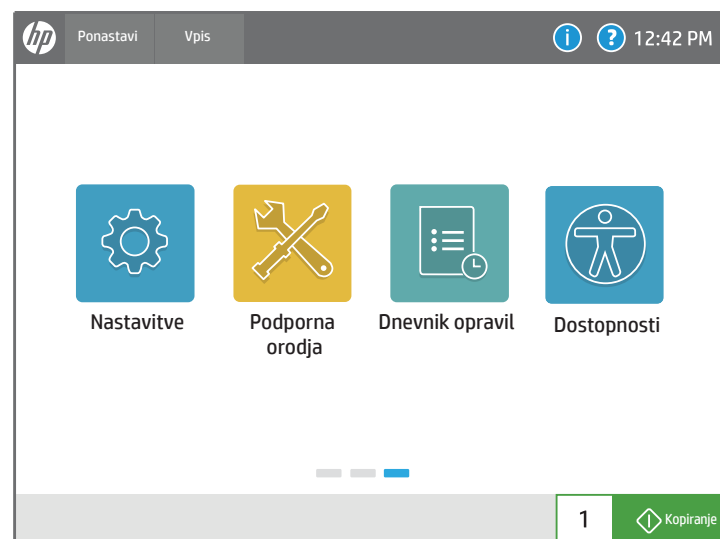 hp
Ponastavi
Vpis
i
?
12:42 PM
Nastavitve
Podporna
orodja
Dnevnik opravil
Dostopnosti
1
Kopiranje